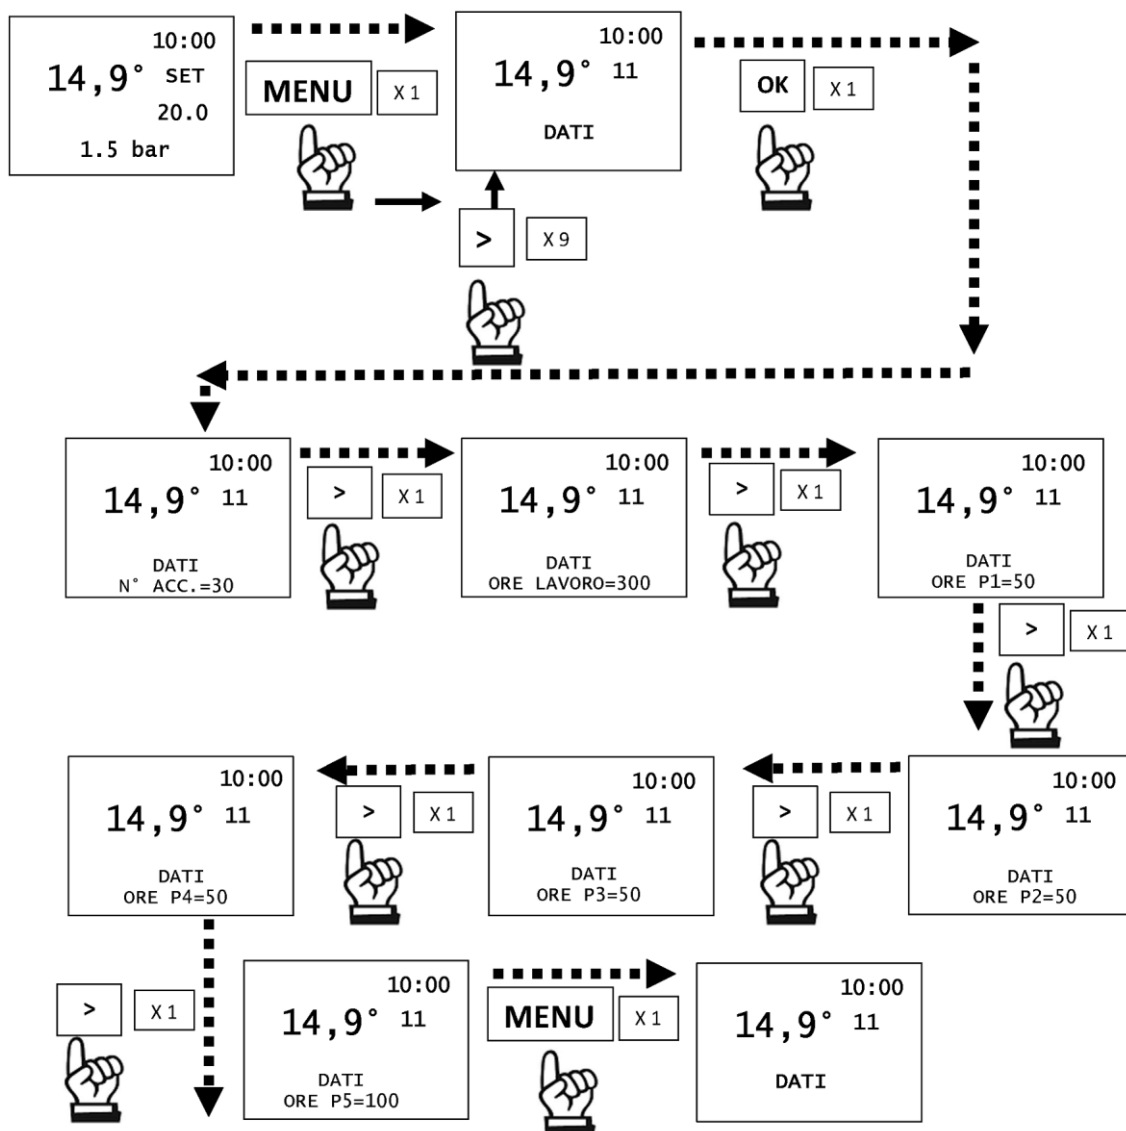 10:00
14,9° SET
20.0
1.5 bar
MENU X 1
10:00
14,9° 11
DATI
OK X 1
> X 9
10:00
14,9° 11
DATI
N° ACC.=30
> X 1
10:00
14,9° 11
DATI
ORE LAVORO=300
> X 1
10:00
14,9° 11
DATI
ORE P1=50
> X 1
10:00
14,9° 11
DATI
ORE P2=50
> X 1
10:00
14,9° 11
DATI
ORE P3=50
> X 1
10:00
14,9° 11
DATI
ORE P4=50
> X 1
10:00
14,9° 11
DATI
ORE P5=100
MENU X 1
10:00
14,9° 11
DATI